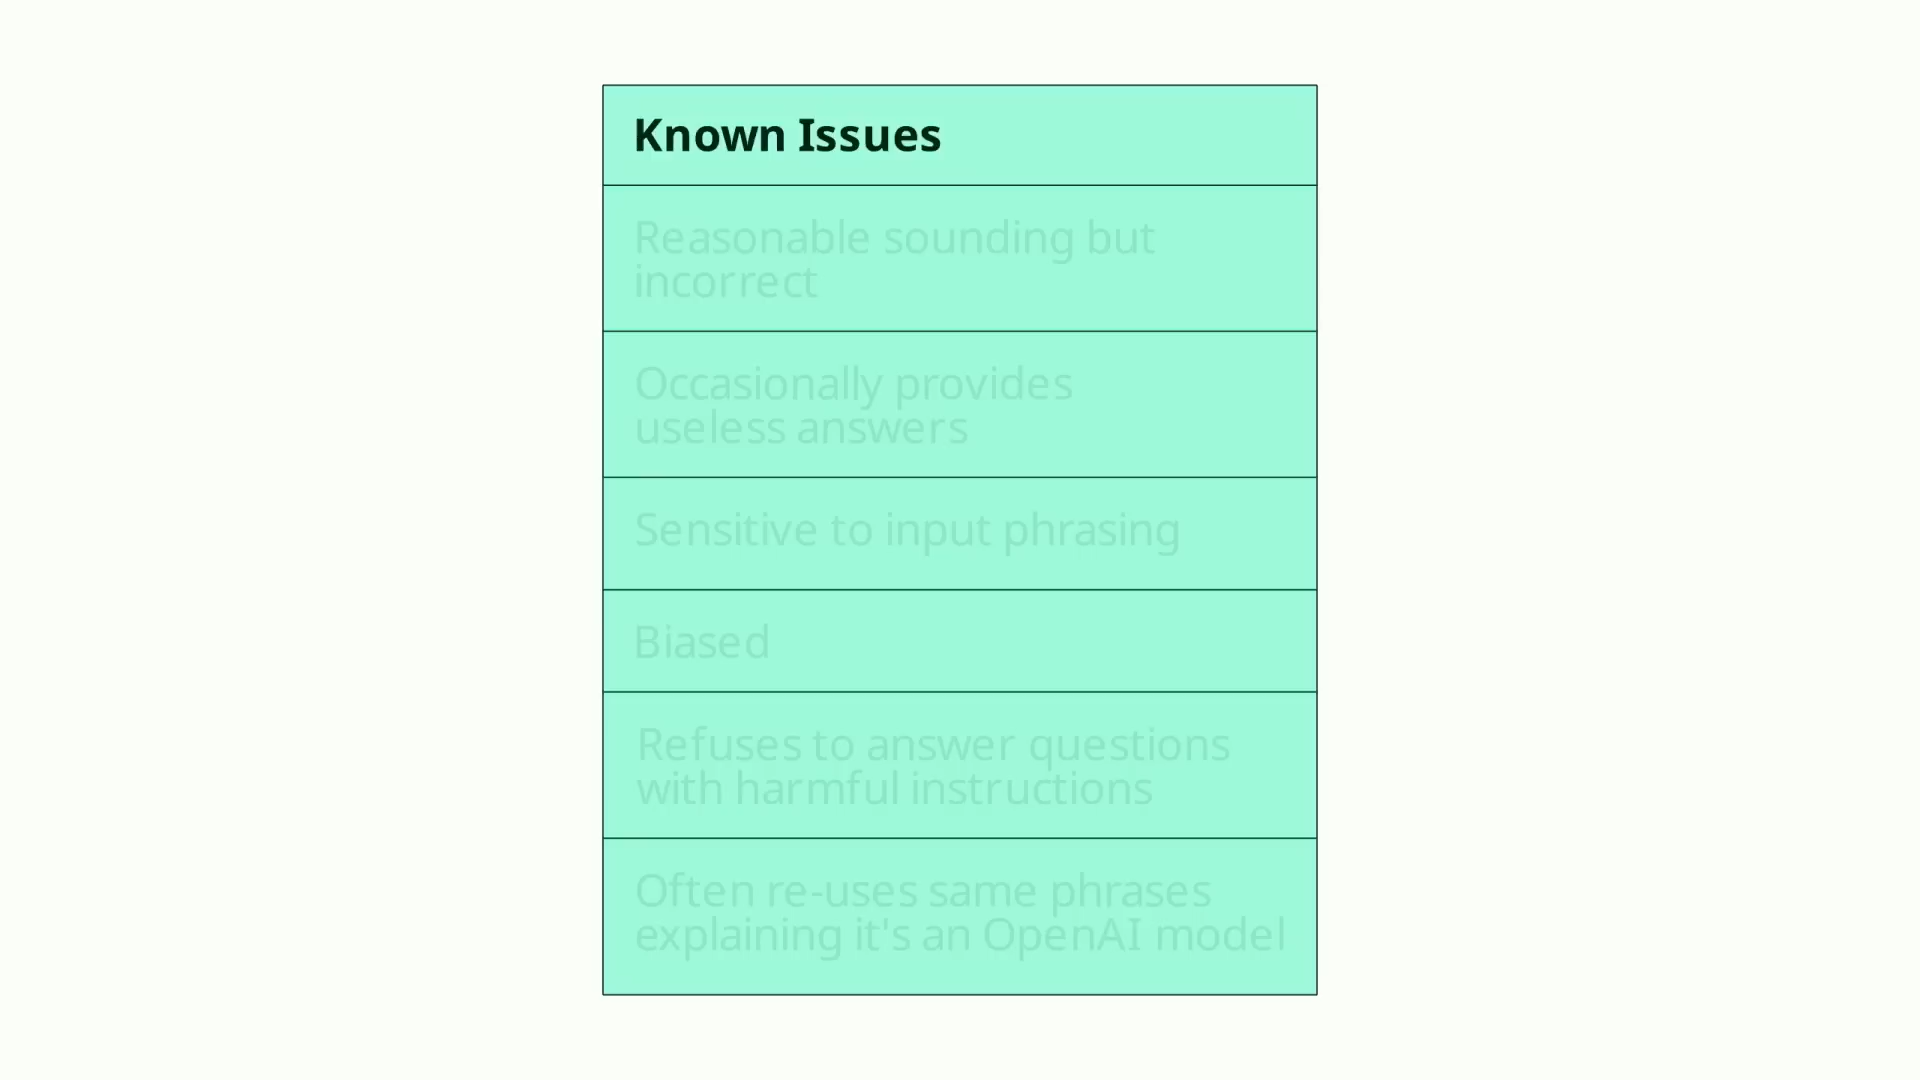 Known Issues
Reasonable sounding but
incorrect
Occasionally provides
useless answers
Sensitive to input phrasing
Biased
Refuses to answer questions
with harmful instructions
Often re-uses same phrases
explaining it's an OpenAI model